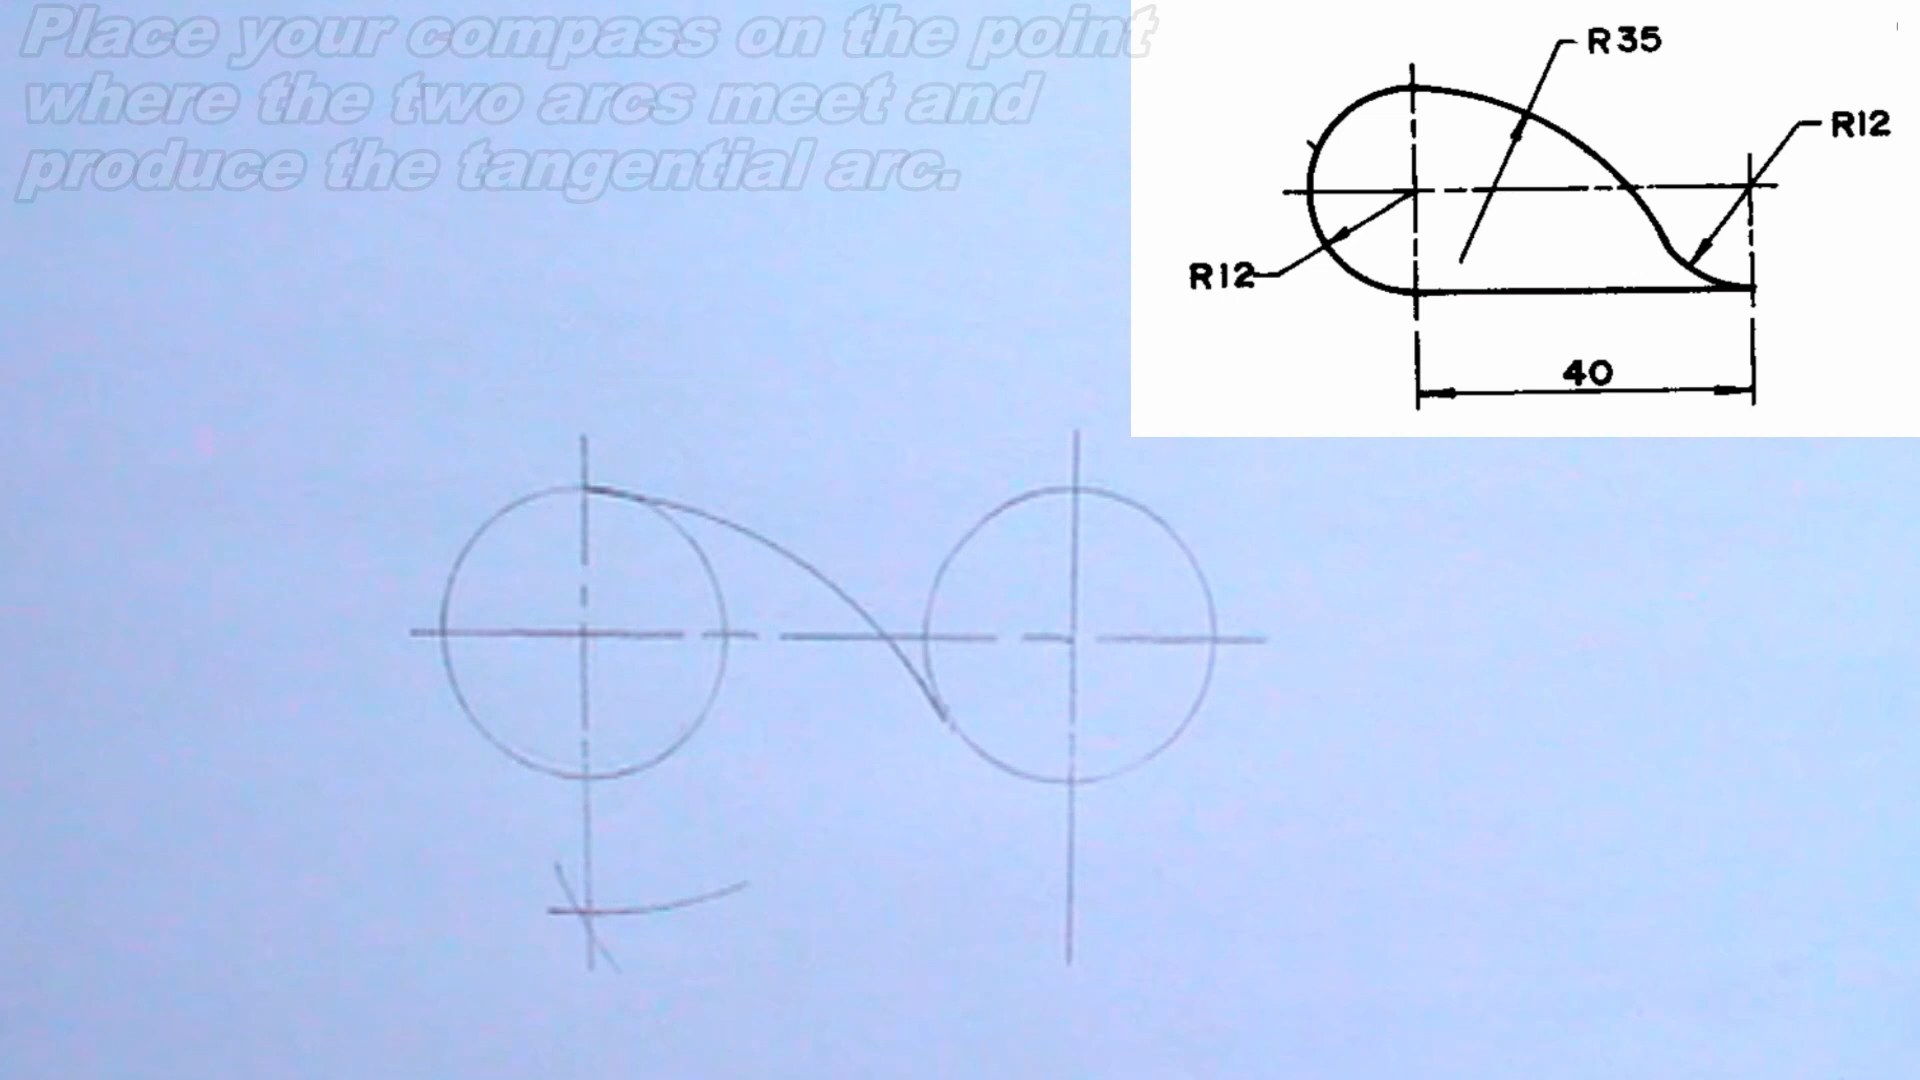 Place your compass on the point
where the two arcs meet and
produce the tangential arc.
R35
R12
R12
40